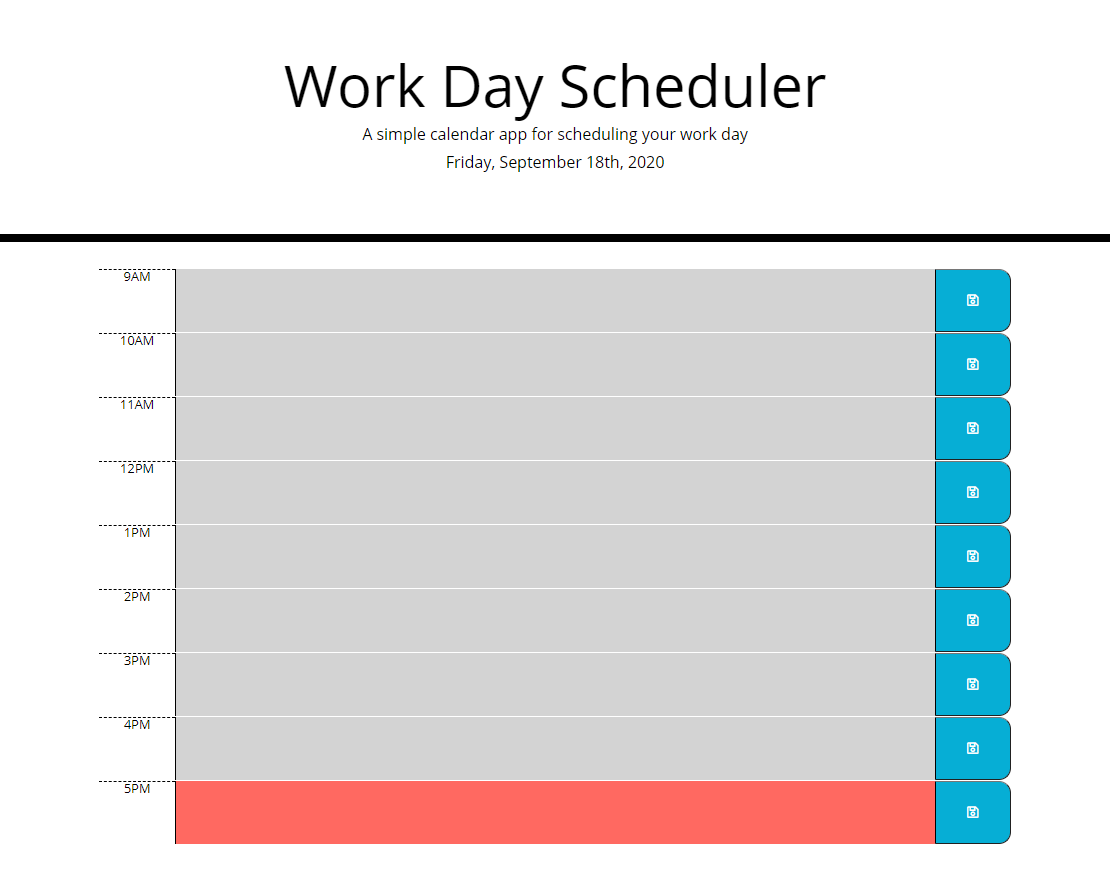 Work Day Scheduler
A simple calendar app for scheduling your work day
Friday, September 18th, 2020
9AM
10AM
11AM
12PM
1PM
2PM
3PM
4PM
5PM